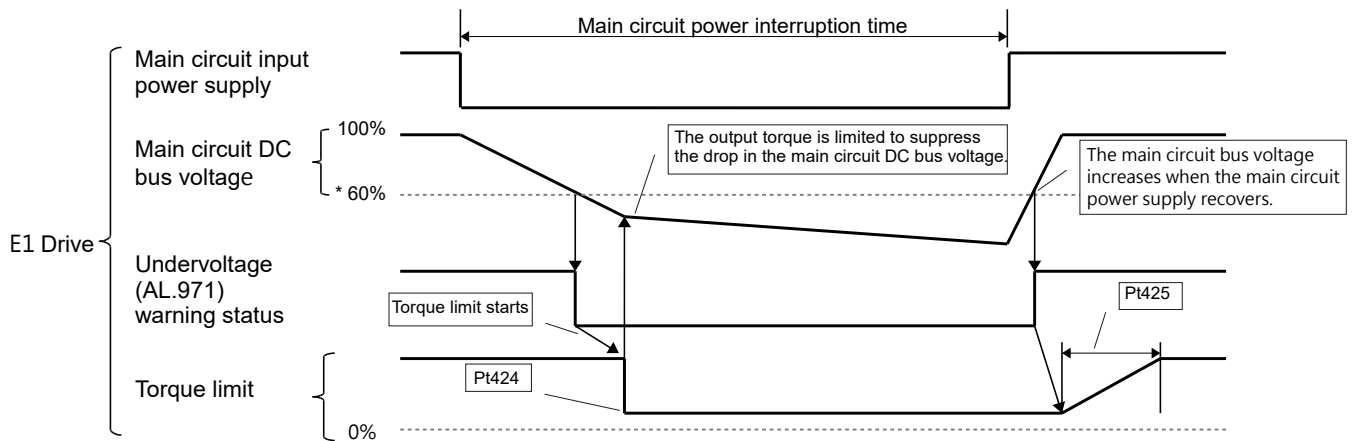 Main circuit power interruption time
Main circuit input
power supply
Main circuit DC
bus voltage
100%
* 60%
The output torque is limited to suppress
the drop in the main circuit DC bus voltage.
The main circuit bus voltage
increases when the main circuit
power supply recovers.
E1 Drive
Undervoltage
(AL.971)
warning status
Torque limit starts
Pt425
Pt424
Torque limit
0%